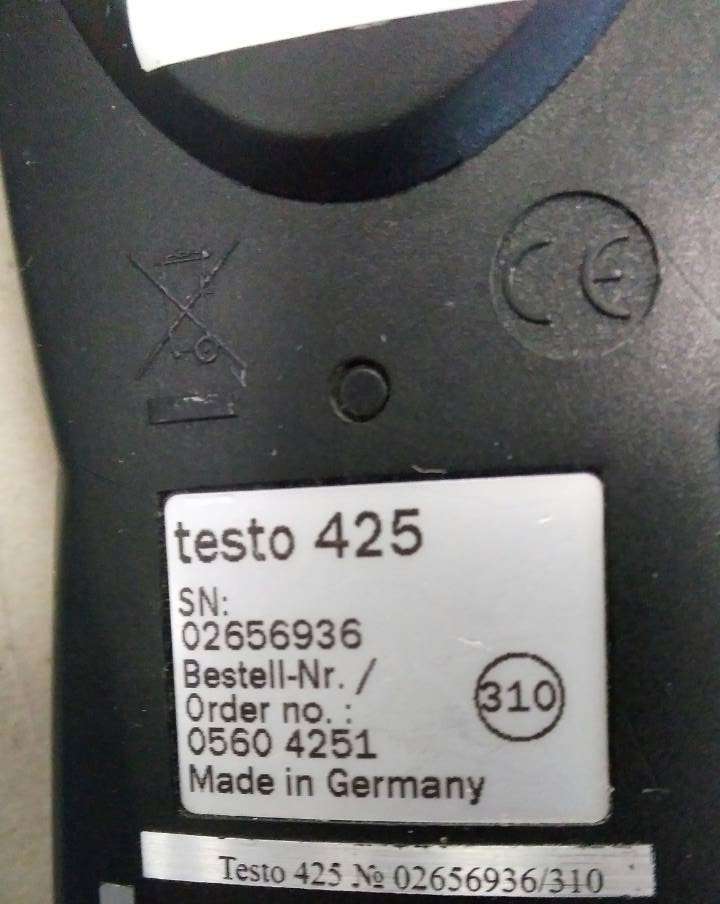 CE
testo 425
SN:
02656936
Bestell-Nr. /
Order no. :
0560 4251
Made in Germany
310
Testo 425 № 02656936/310